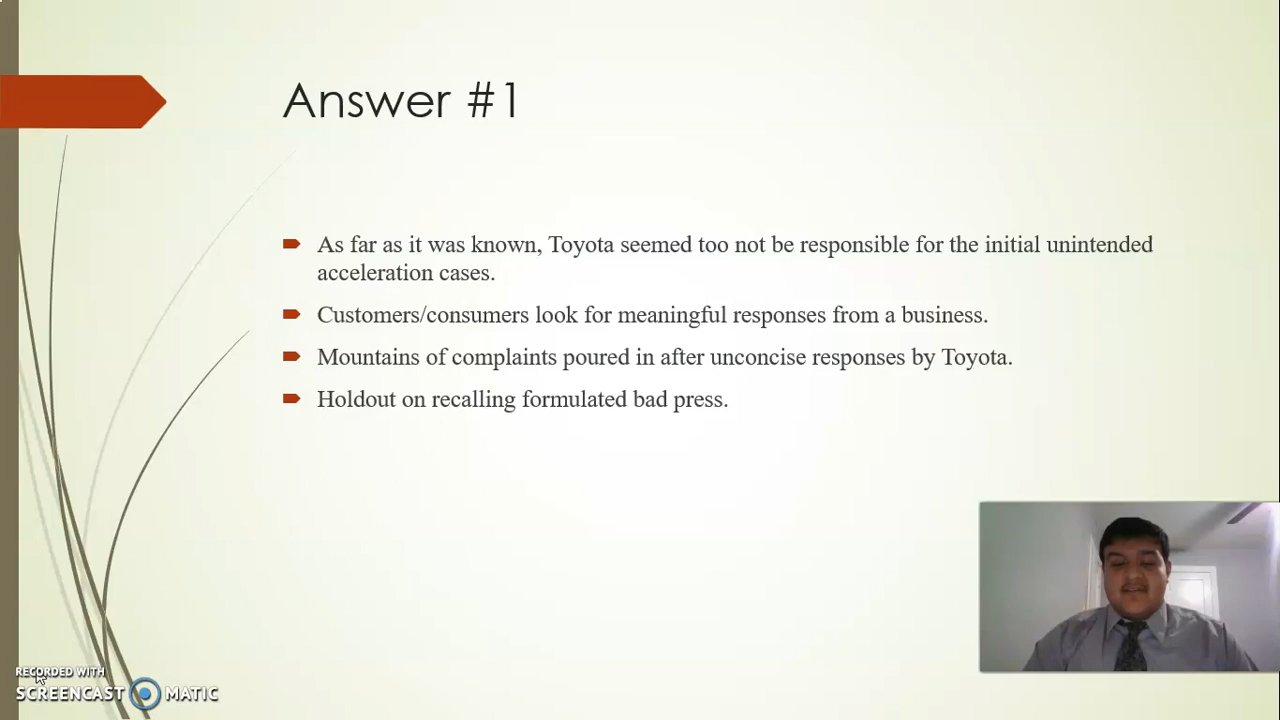 Answer #1
As far as it was known, Toyota seemed too not be responsible for the initial unintended
acceleration cases.
Customers/consumers look for meaningful responses from a business.
Mountains of complaints poured in after unconcise responses by Toyota.
Holdout on recalling formulated bad press.
RECORDED WITH
SCREENCAST MATIC